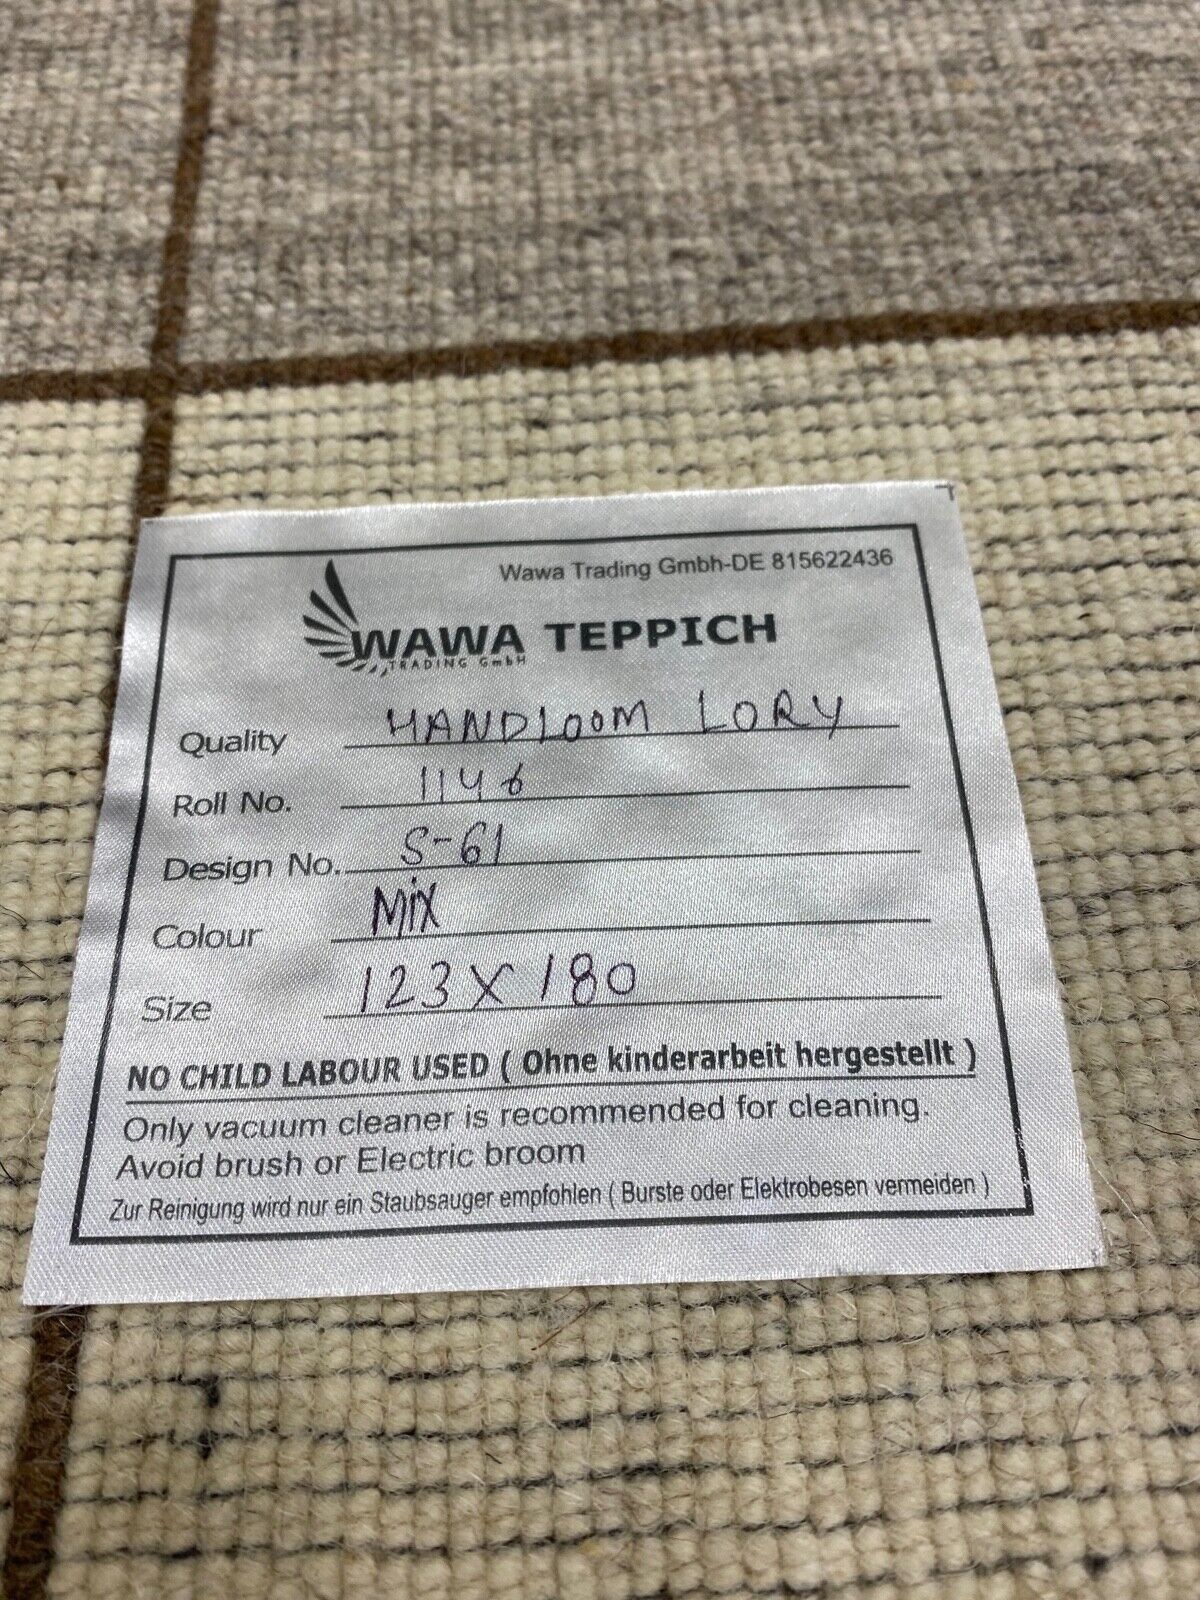 Wawa Trading Gmbh-DE 815622436
WAWA TEPPICH
TRADING GmbH
Quality HANDLOOM LORY
Roll No. 1146
Design No. S-61
Colour Mix
Size 123 X 180
NO CHILD LABOUR USED ( Ohne kinderarbeit hergestellt )
Only vacuum cleaner is recommended for cleaning.
Avoid brush or Electric broom
Zur Reinigung wird nur ein Staubsauger empfohlen ( Burste oder Elektrobesen vermeiden )